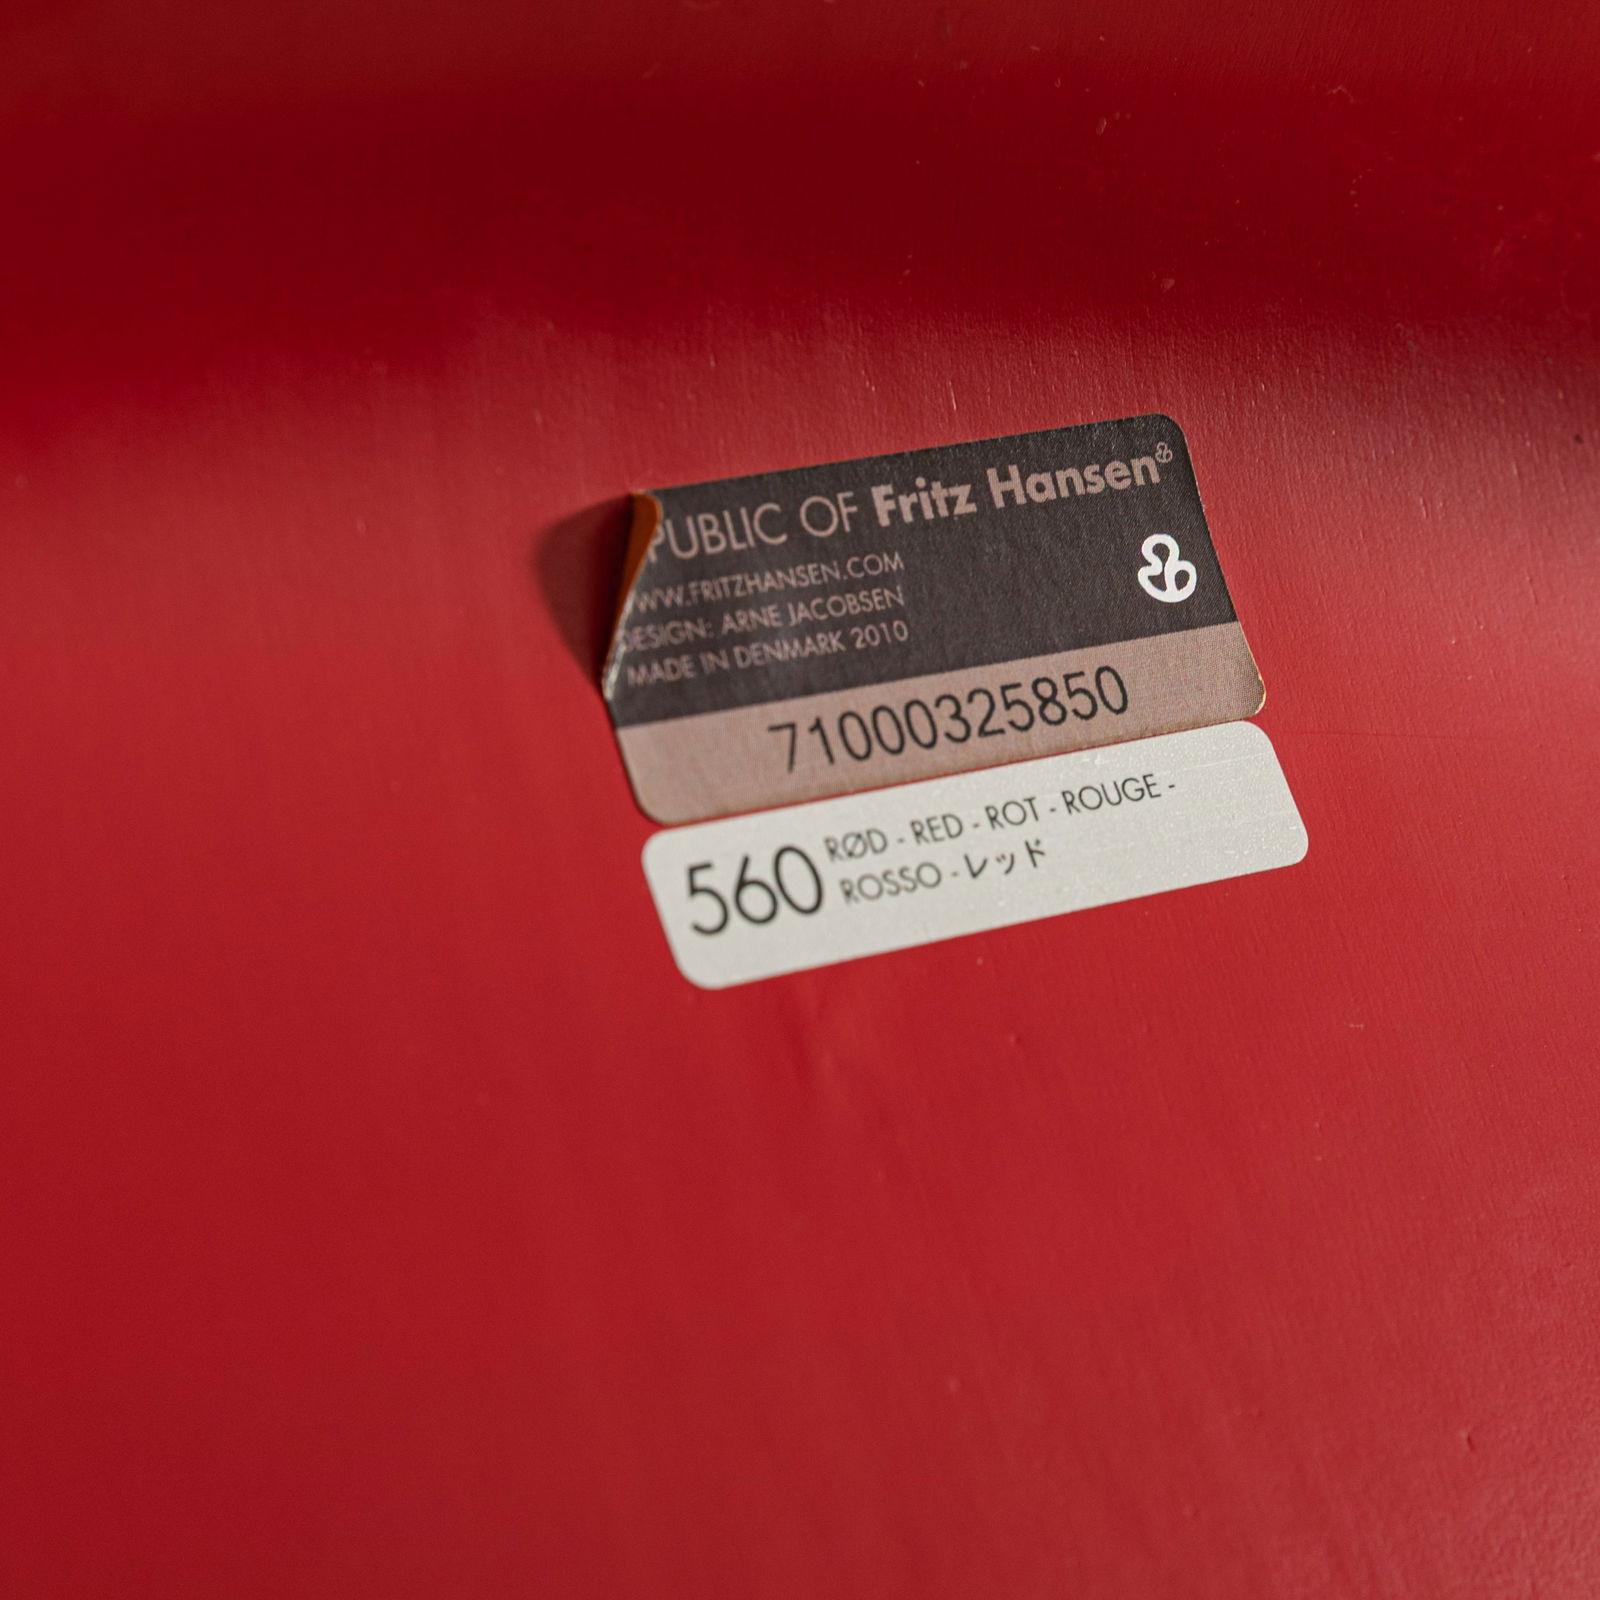 PUBLIC OF Fritz Hansen
WWW.FRITZHANSEN.COM
DESIGN: ARNE JACOBSEN
MADE IN DENMARK 2010
71000325850
560 RØD - RED - ROT - ROUGE -
ROSSO - レッド